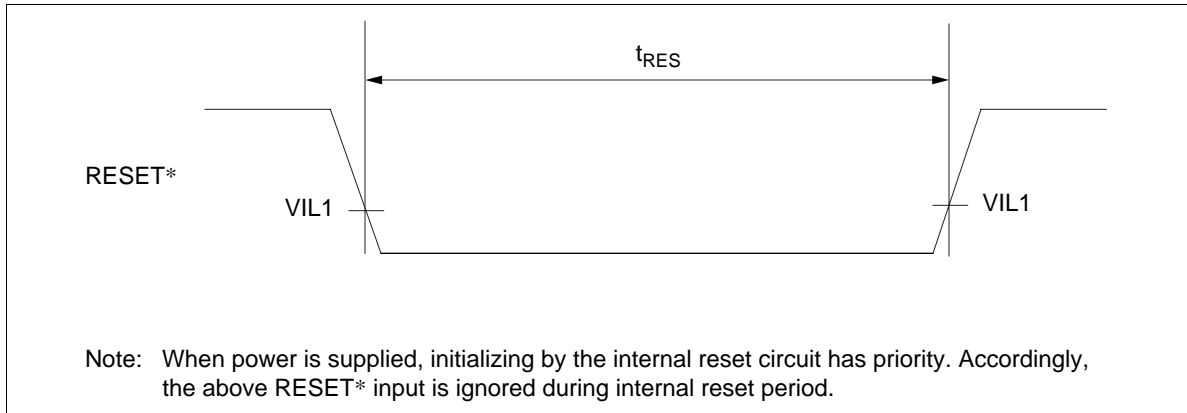 tRES
RESET*
VIL1
VIL1
Note: When power is supplied, initializing by the internal reset circuit has priority. Accordingly,
the above RESET* input is ignored during internal reset period.